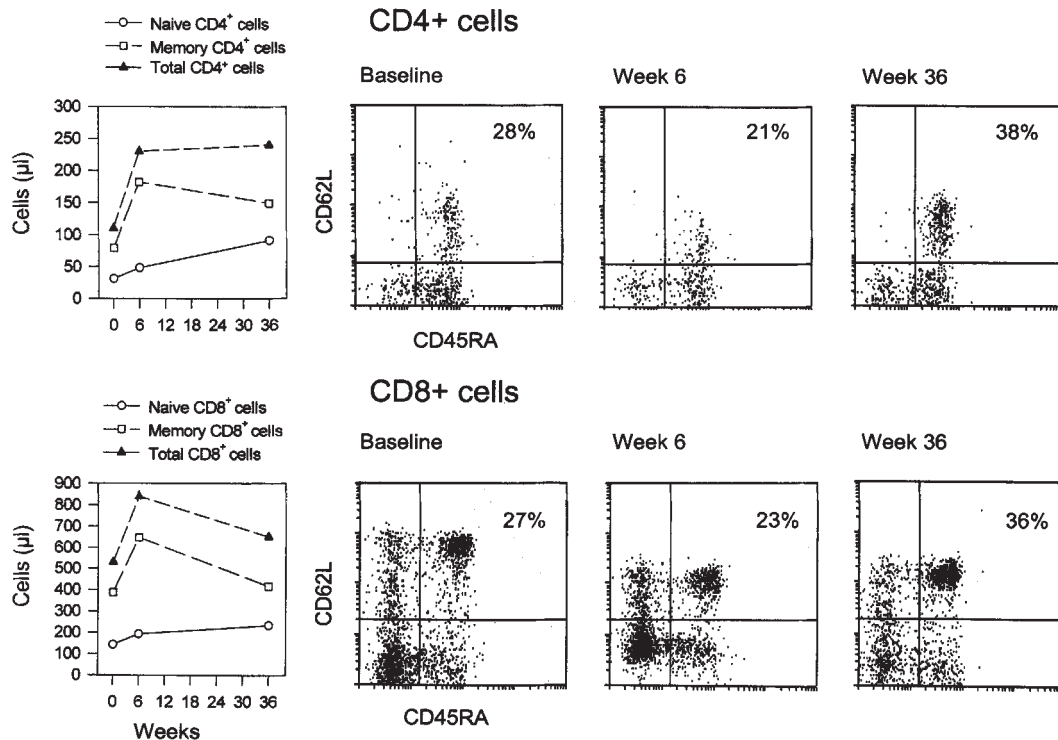 Naive CD4+ cells
Memory CD4+ cells
Total CD4+ cells
CD4+ cells
Baseline
Week 6
Week 36
300
250
200
150
100
50
0
Cells (µl)
0 6 12 18 24 30 36
28%
21%
38%
CD62L
CD45RA
Naive CD8+ cells
Memory CD8+ cells
Total CD8+ cells
CD8+ cells
Baseline
Week 6
Week 36
900
800
700
600
500
400
300
200
100
0
Cells (µl)
0 6 12 18 24 30 36
Weeks
27%
23%
36%
CD62L
CD45RA